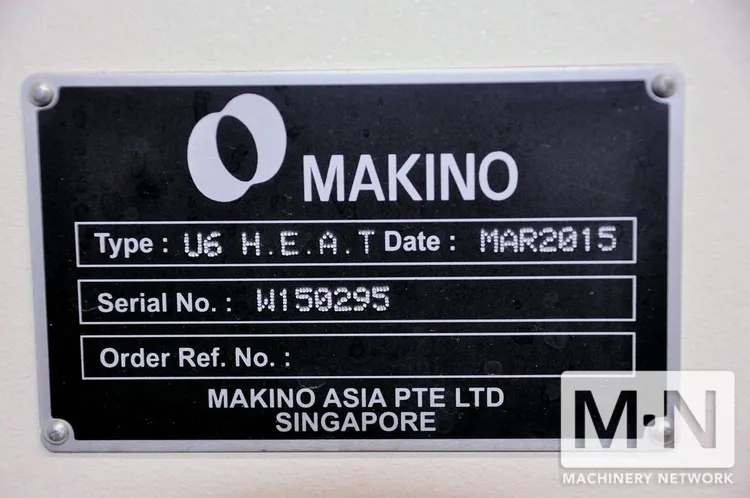 MAKINO
Type : U6 H.E.A.T Date : MAR2015
Serial No. : W150295
Order Ref. No. :
MAKINO ASIA PTE LTD
SINGAPORE
M·N
MACHINERY NETWORK